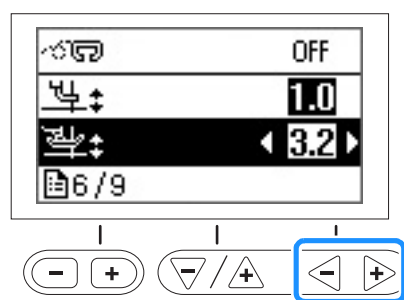 OFF
1.0
3.2
6/9
- +
- / +
- +